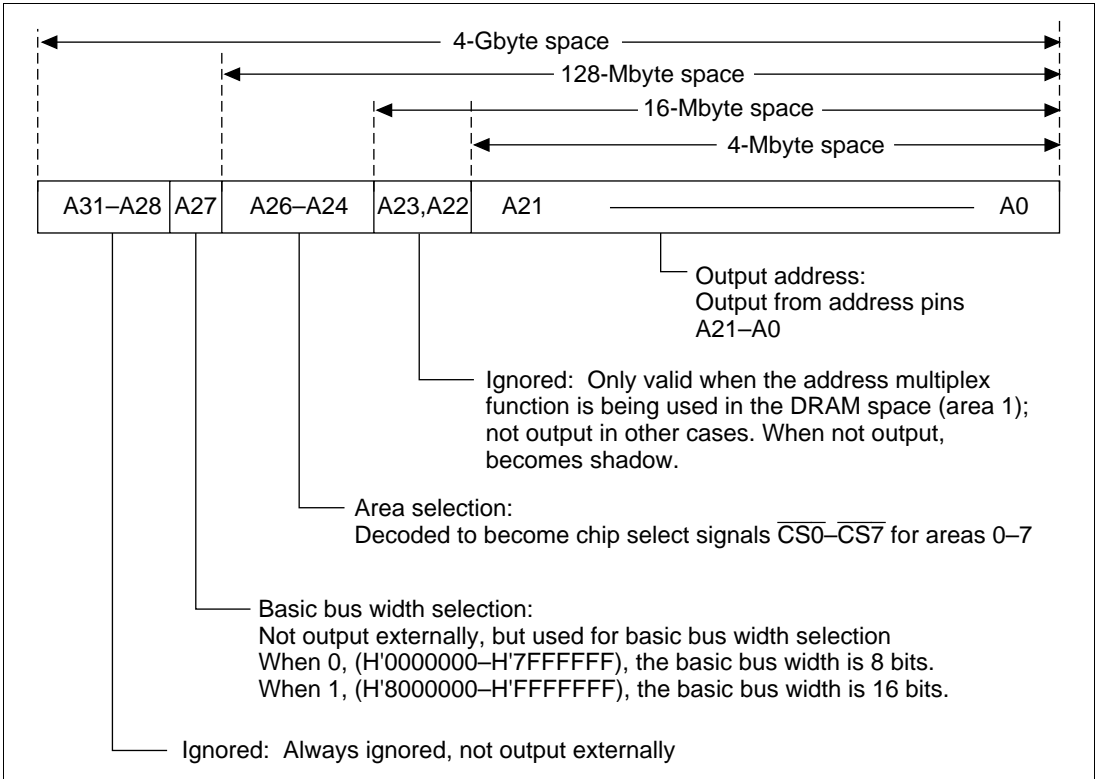 4-Gbyte space
128-Mbyte space
16-Mbyte space
4-Mbyte space
A31–A28 A27 A26–A24 A23,A22 A21 A0
Output address:
Output from address pins
A21–A0
Ignored: Only valid when the address multiplex
function is being used in the DRAM space (area 1);
not output in other cases. When not output,
becomes shadow.
Area selection:
Decoded to become chip select signals C̅S̅0̅–C̅S̅7̅ for areas 0–7
Basic bus width selection:
Not output externally, but used for basic bus width selection
When 0, (H'0000000–H'7FFFFFF), the basic bus width is 8 bits.
When 1, (H'8000000–H'FFFFFFF), the basic bus width is 16 bits.
Ignored: Always ignored, not output externally